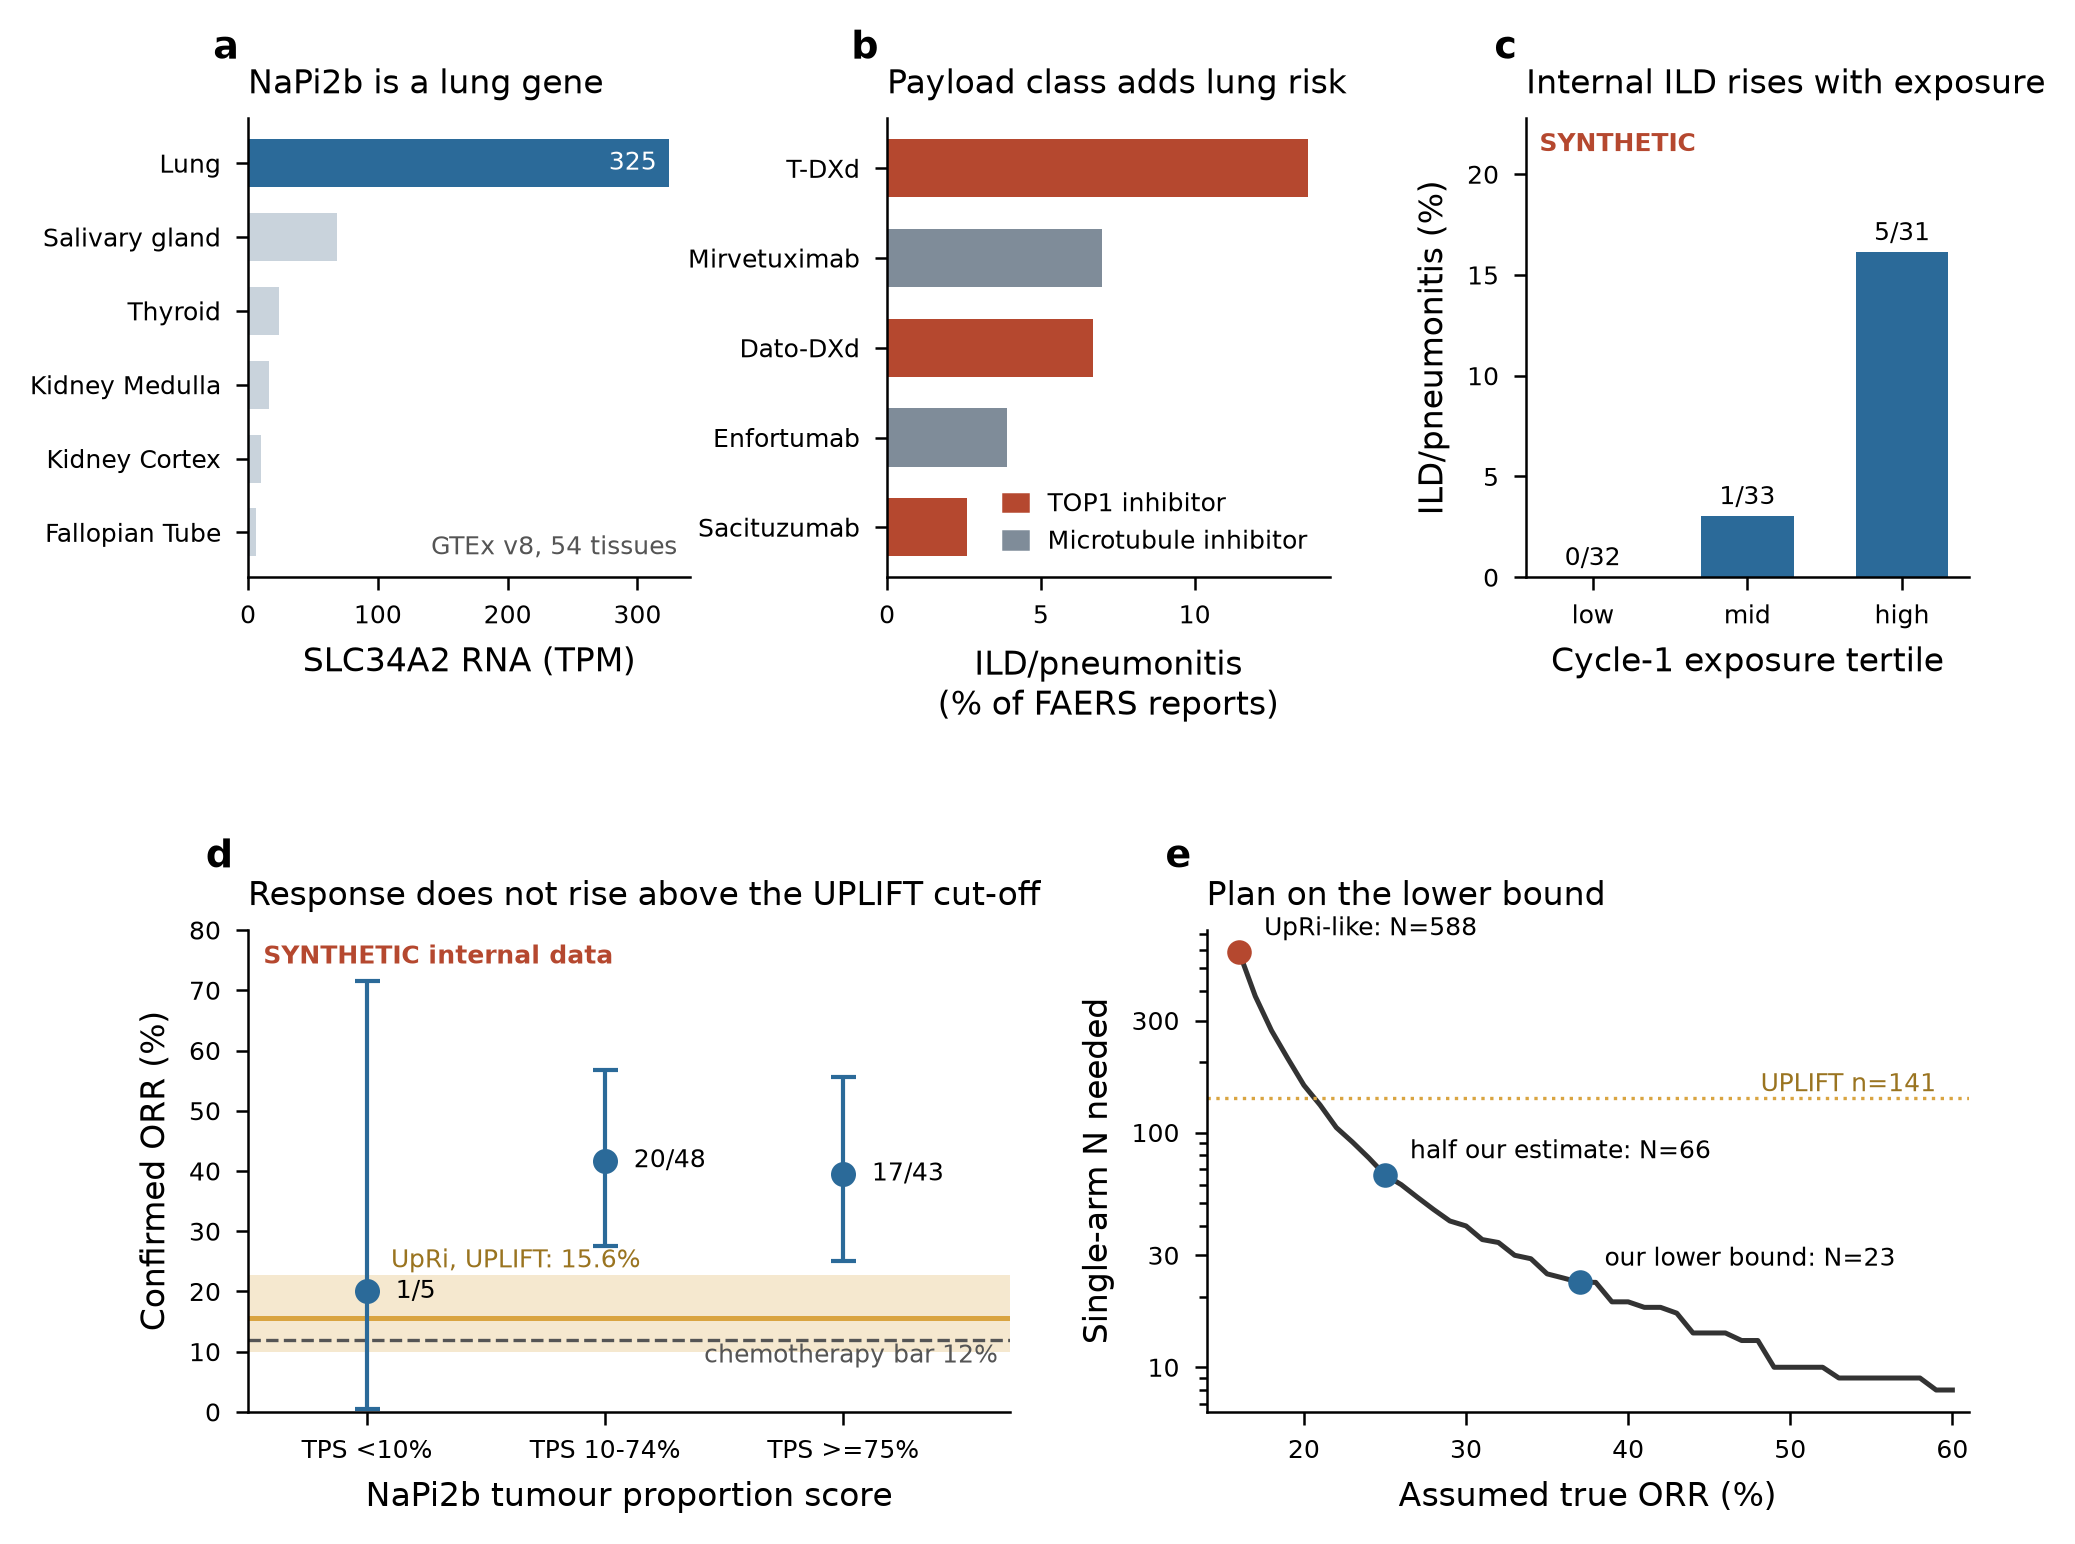 a
NaPi2b is a lung gene
Lung
325
Salivary gland
Thyroid
Kidney Medulla
Kidney Cortex
Fallopian Tube
GTEx v8, 54 tissues
0 100 200 300
SLC34A2 RNA (TPM)
b
Payload class adds lung risk
T-DXd
Mirvetuximab
Dato-DXd
Enfortumab
Sacituzumab
TOP1 inhibitor
Microtubule inhibitor
0 5 10
ILD/pneumonitis
(% of FAERS reports)
c
Internal ILD rises with exposure
SYNTHETIC
ILD/pneumonitis (%)
20
15
10
5
0
0/32
1/33
5/31
low mid high
Cycle-1 exposure tertile
d
Response does not rise above the UPLIFT cut-off
SYNTHETIC internal data
Confirmed ORR (%)
80
70
60
50
40
30
20
10
0
20/48
17/43
UpRi, UPLIFT: 15.6%
1/5
chemotherapy bar 12%
TPS <10% TPS 10-74% TPS >=75%
NaPi2b tumour proportion score
e
Plan on the lower bound
UpRi-like: N=588
Single-arm N needed
300
100
30
10
UPLIFT n=141
half our estimate: N=66
our lower bound: N=23
20 30 40 50 60
Assumed true ORR (%)